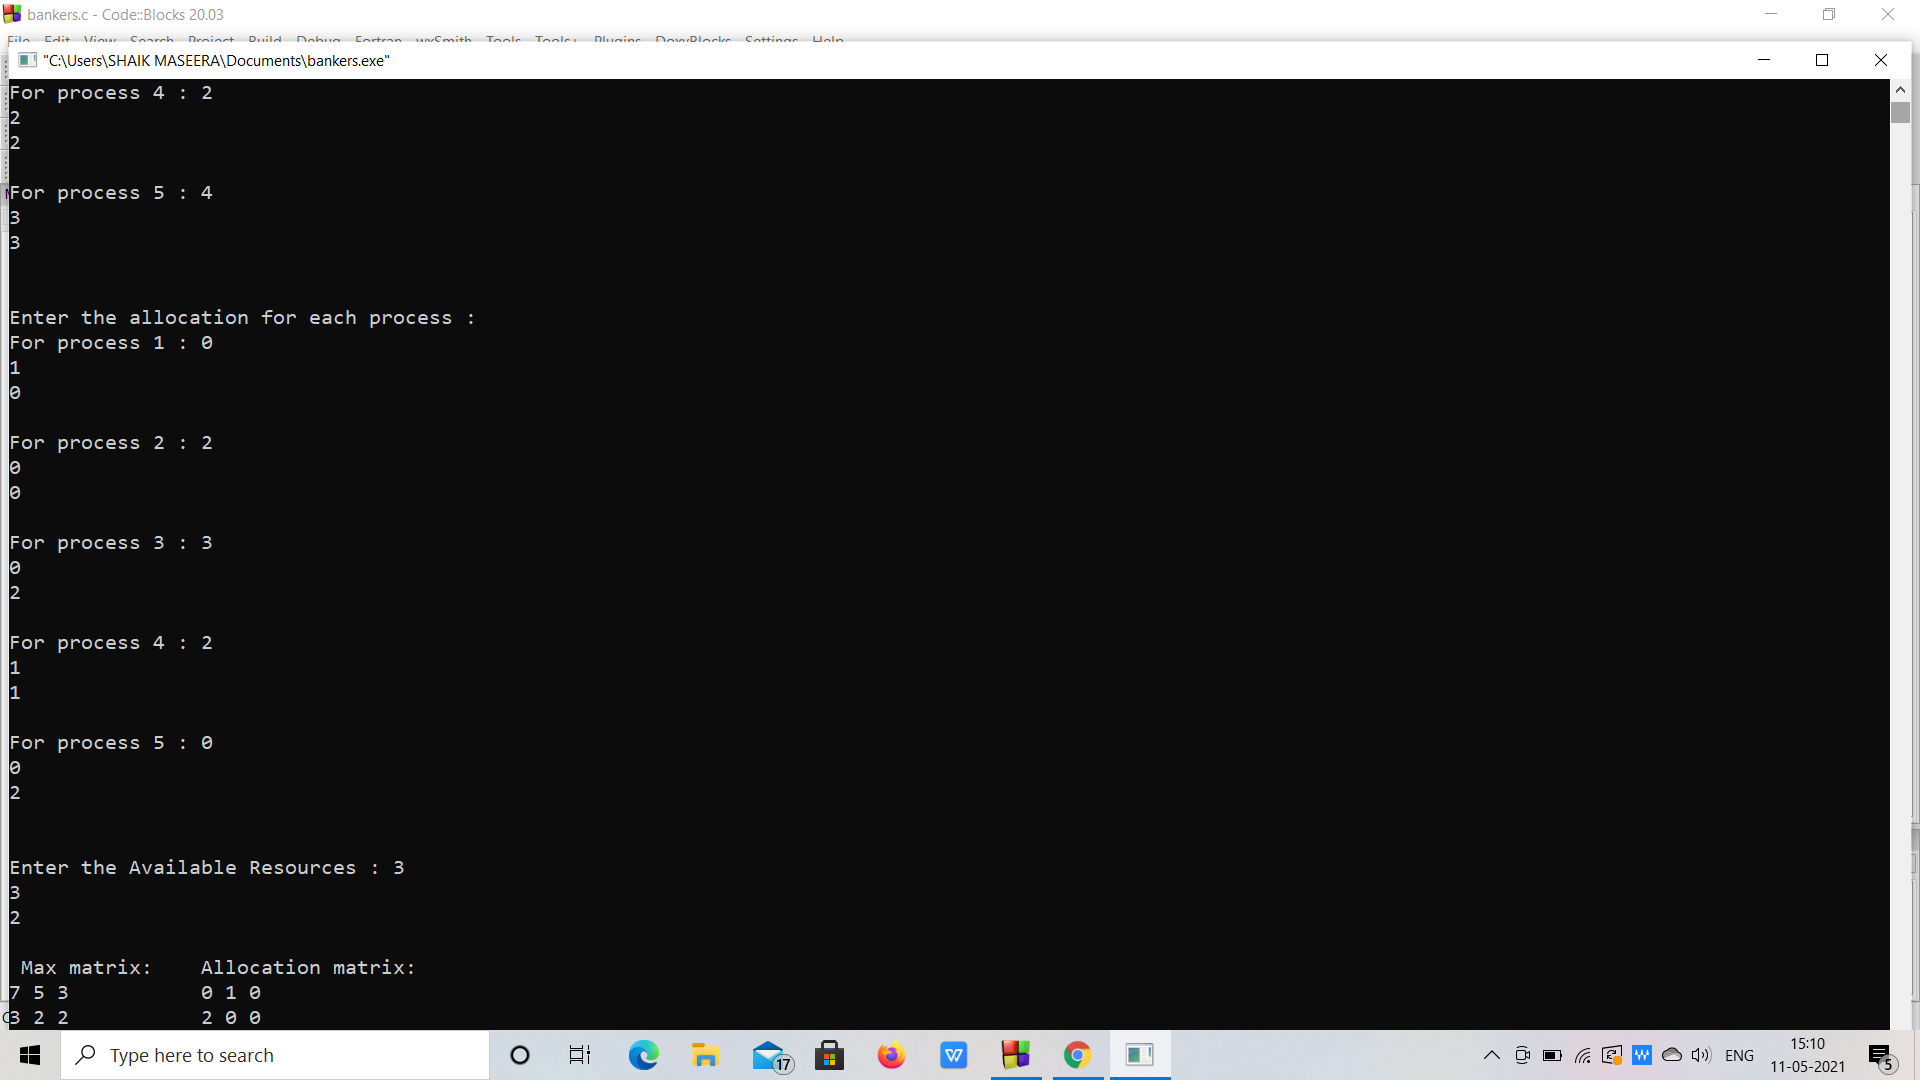 bankers.c - Code::Blocks 20.03
File Edit View Search Project Build Debug Fortran wxSmith Tools Tools+ Plugins DoxyBlocks Settings Help
"C:\Users\SHAIK MASEERA\Documents\bankers.exe"
For process 4 : 2
2
2
For process 5 : 4
3
3
Enter the allocation for each process :
For process 1 : 0
1
0
For process 2 : 2
0
0
For process 3 : 3
0
2
For process 4 : 2
1
1
For process 5 : 0
0
2
Enter the Available Resources : 3
3
2
Max matrix: Allocation matrix:
7 5 3 0 1 0
3 2 2 2 0 0
Type here to search
17
W
W
ENG
15:10
11-05-2021
5